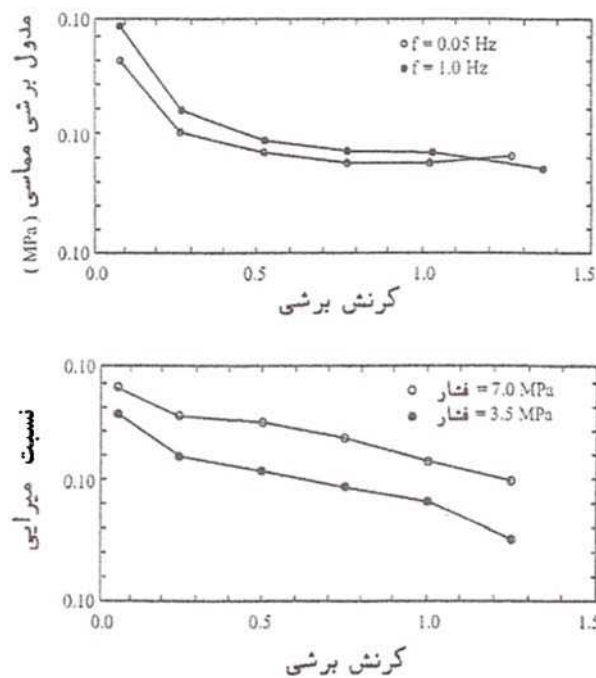 0.10
f = 0.05 Hz
f = 1.0 Hz
0.10
0.10
مدول برشی مماسی
(MPa)
0.0 0.5 1.0 1.5
کرنش برشی
0.10
فشار = 7.0 MPa
فشار = 3.5 MPa
0.10
0.10
نسبت میرایی
0.0 0.5 1.0 1.5
کرنش برشی